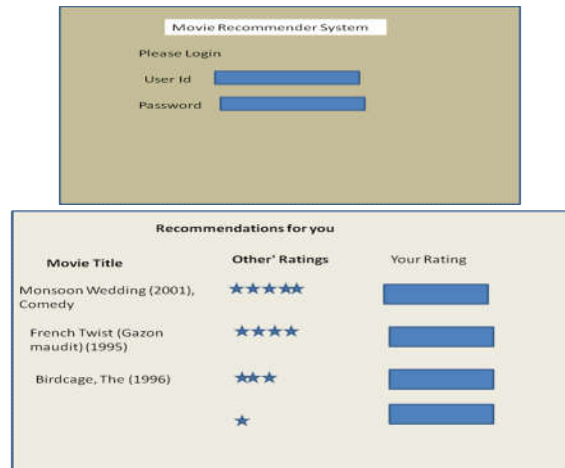 Movie Recommender System
Please Login
User Id
Password
Recommendations for you
Movie Title Other' Ratings Your Rating
Monsoon Wedding (2001),
Comedy
French Twist (Gazon
maudit) (1995)
Birdcage, The (1996)